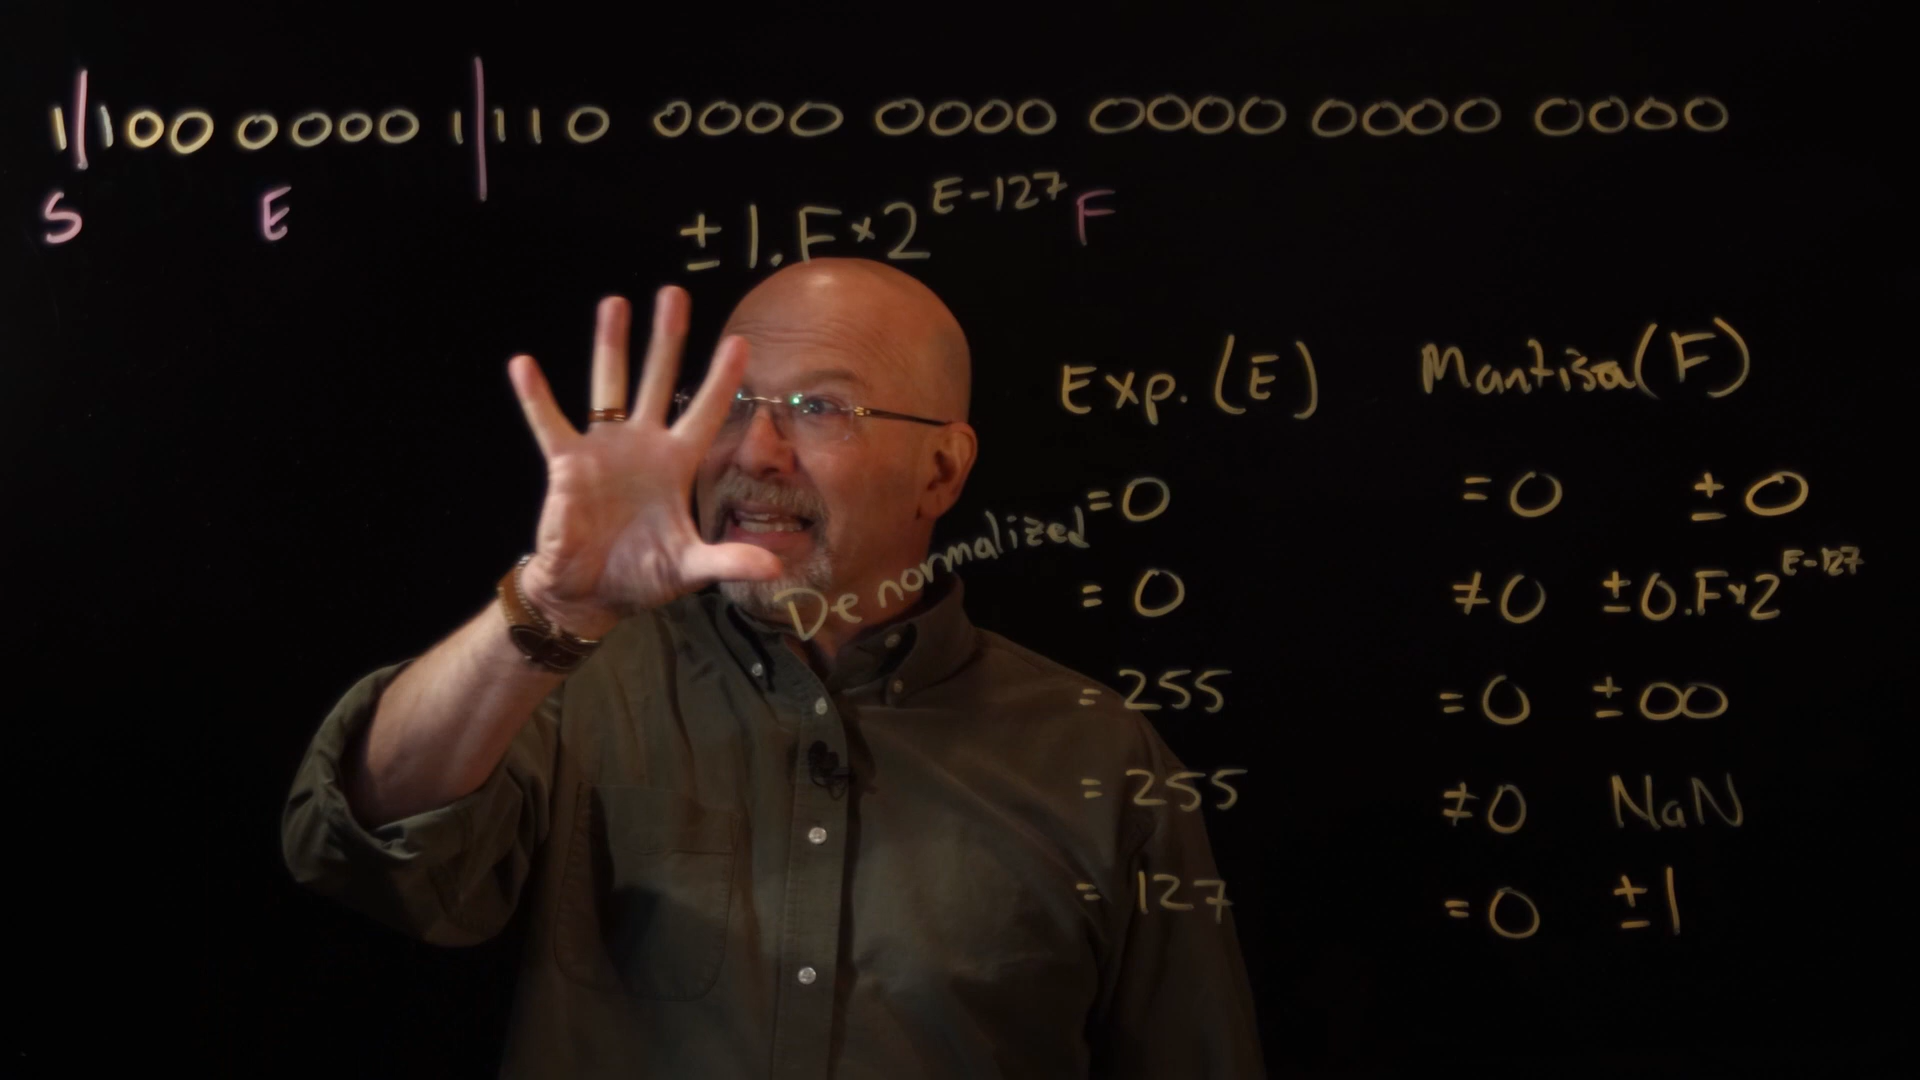 1|100 0000 1|110 0000 0000 0000 0000 0000
S E F
±1.F×2^E-127
Exp. (E) Mantissa (F)
=0 =0 ±0
Denormalized =0 ≠0 ±0.F×2^E-127
=255 =0 ±∞
=255 ≠0 NaN
=127 =0 ±1